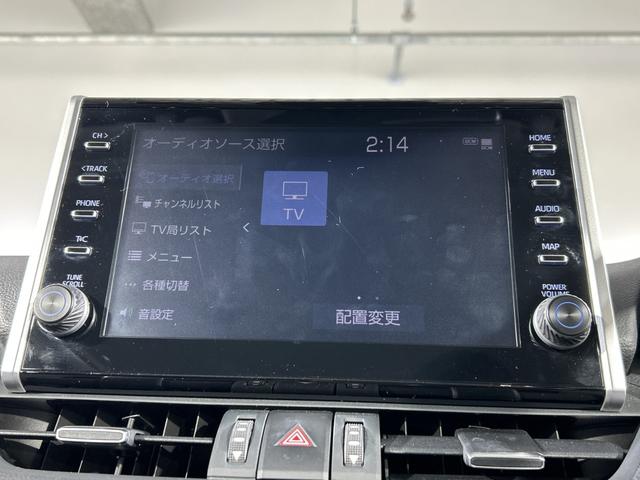 オーディオソース選択
2:14
DCM
オーディオ選択
チャンネルリスト
TV局リスト
メニュー
各種切替
音設定
TV
配置変更
CH >
< TRACK
PHONE
T/C
TUNE
SCROLL
HOME
MENU
AUDIO
MAP
POWER
VOLUME